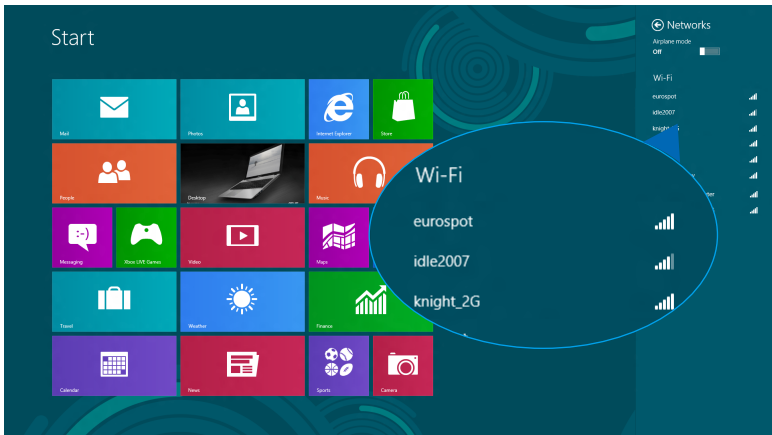 Start
Mail
Photos
Internet Explorer
Store
People
Desktop
Music
Messaging
Xbox LIVE Games
Video
Maps
Travel
Weather
Finance
Calendar
News
Sports
Camera
Networks
Airplane mode
Off
Wi-Fi
eurospot
idle2007
Wi-Fi
eurospot
idle2007
knight_2G